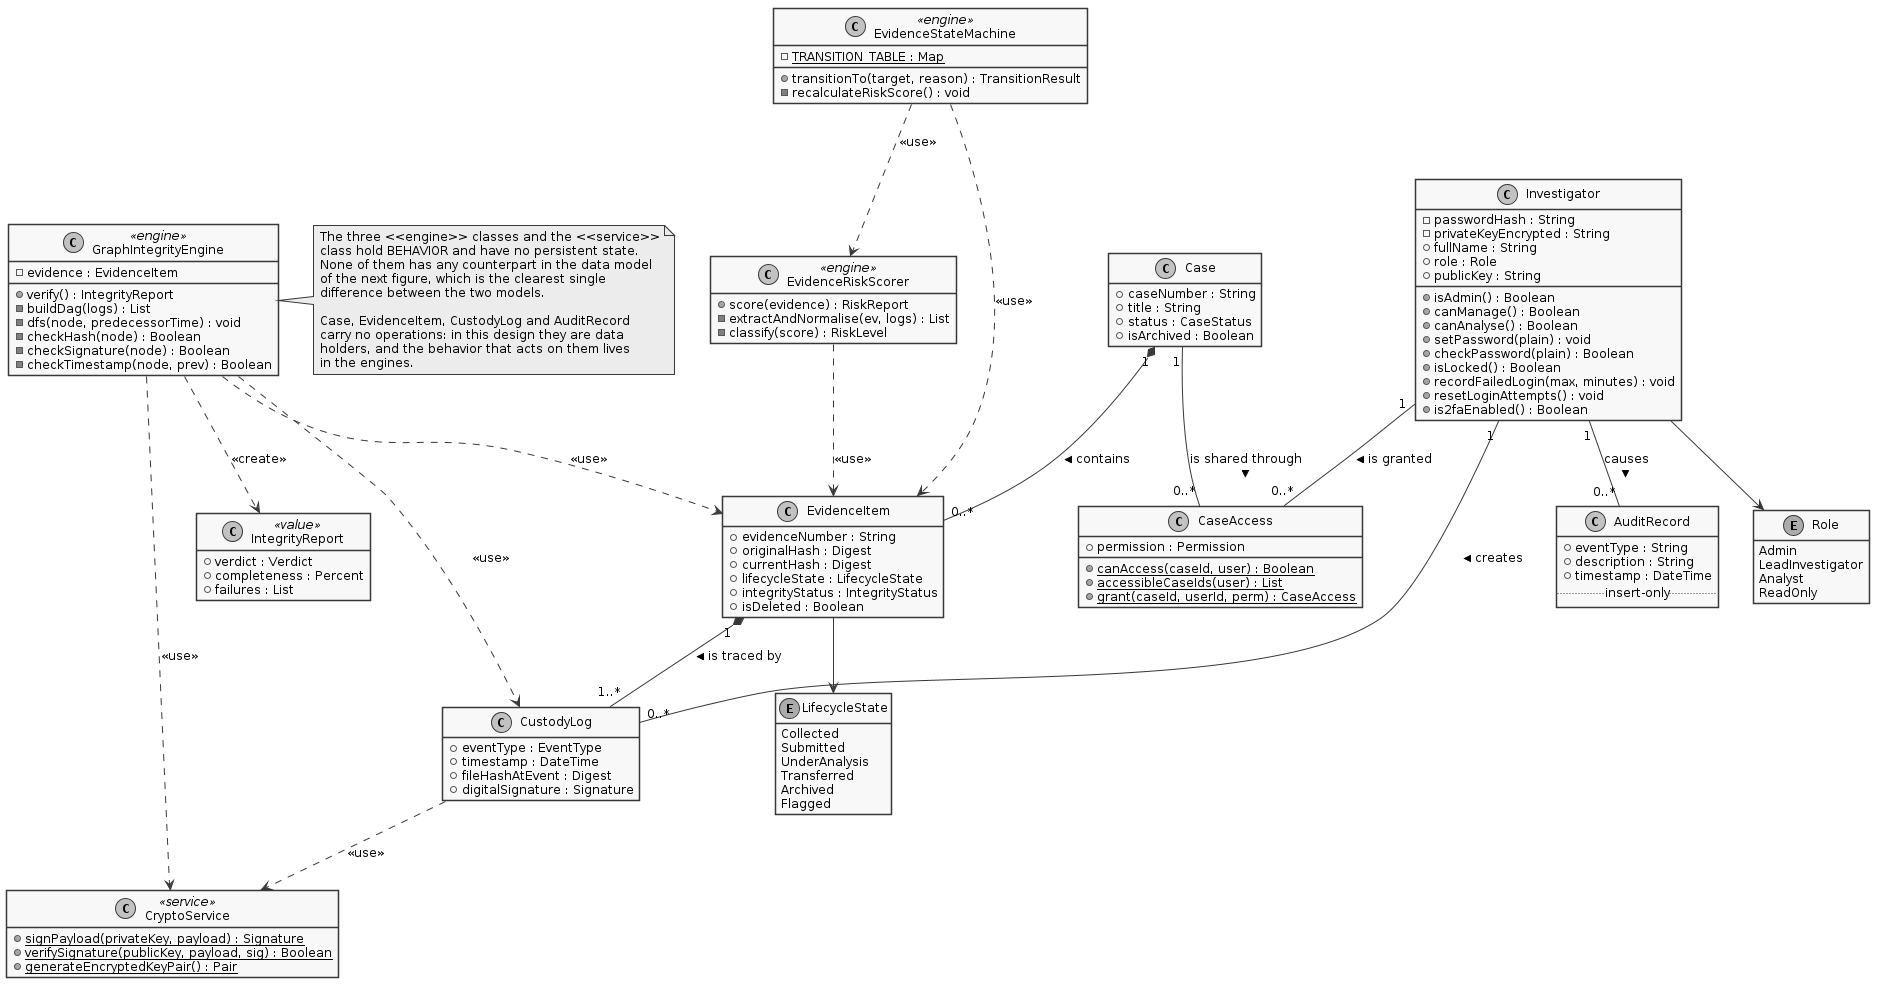 C
«engine»
EvidenceStateMachine
TRANSITION_TABLE : Map
transitionTo(target, reason) : TransitionResult
recalculateRiskScore() : void
«use»
«use»
C
«engine»
GraphIntegrityEngine
evidence : EvidenceItem
verify() : IntegrityReport
buildDag(logs) : List
dfs(node, predecessorTime) : void
checkHash(node) : Boolean
checkSignature(node) : Boolean
checkTimestamp(node, prev) : Boolean
The three <<engine>> classes and the <<service>>
class hold BEHAVIOR and have no persistent state.
None of them has any counterpart in the data model
of the next figure, which is the clearest single
difference between the two models.
Case, EvidenceItem, CustodyLog and AuditRecord
carry no operations: in this design they are data
holders, and the behavior that acts on them lives
in the engines.
C
«engine»
EvidenceRiskScorer
score(evidence) : RiskReport
extractAndNormalise(ev, logs) : List
classify(score) : RiskLevel
C
Case
caseNumber : String
title : String
status : CaseStatus
isArchived : Boolean
C
Investigator
passwordHash : String
privateKeyEncrypted : String
fullName : String
role : Role
publicKey : String
isAdmin() : Boolean
canManage() : Boolean
canAnalyse() : Boolean
setPassword(plain) : void
checkPassword(plain) : Boolean
isLocked() : Boolean
recordFailedLogin(max, minutes) : void
resetLoginAttempts() : void
is2faEnabled() : Boolean
1
1
1
1
1
«create»
«use»
«use»
contains
is shared through
is granted
causes
0..*
0..*
0..*
0..*
C
«value»
IntegrityReport
verdict : Verdict
completeness : Percent
failures : List
«use»
C
EvidenceItem
evidenceNumber : String
originalHash : Digest
currentHash : Digest
lifecycleState : LifecycleState
integrityStatus : IntegrityStatus
isDeleted : Boolean
C
CaseAccess
permission : Permission
canAccess(caseId, user) : Boolean
accessibleCaseIds(user) : List
grant(caseId, userId, perm) : CaseAccess
creates
C
AuditRecord
eventType : String
description : String
timestamp : DateTime
insert-only
E
Role
Admin
LeadInvestigator
Analyst
ReadOnly
1
«use»
is traced by
1..*
0..*
C
CustodyLog
eventType : EventType
timestamp : DateTime
fileHashAtEvent : Digest
digitalSignature : Signature
E
LifecycleState
Collected
Submitted
UnderAnalysis
Transferred
Archived
Flagged
«use»
C
«service»
CryptoService
signPayload(privateKey, payload) : Signature
verifySignature(publicKey, payload, sig) : Boolean
generateEncryptedKeyPair() : Pair